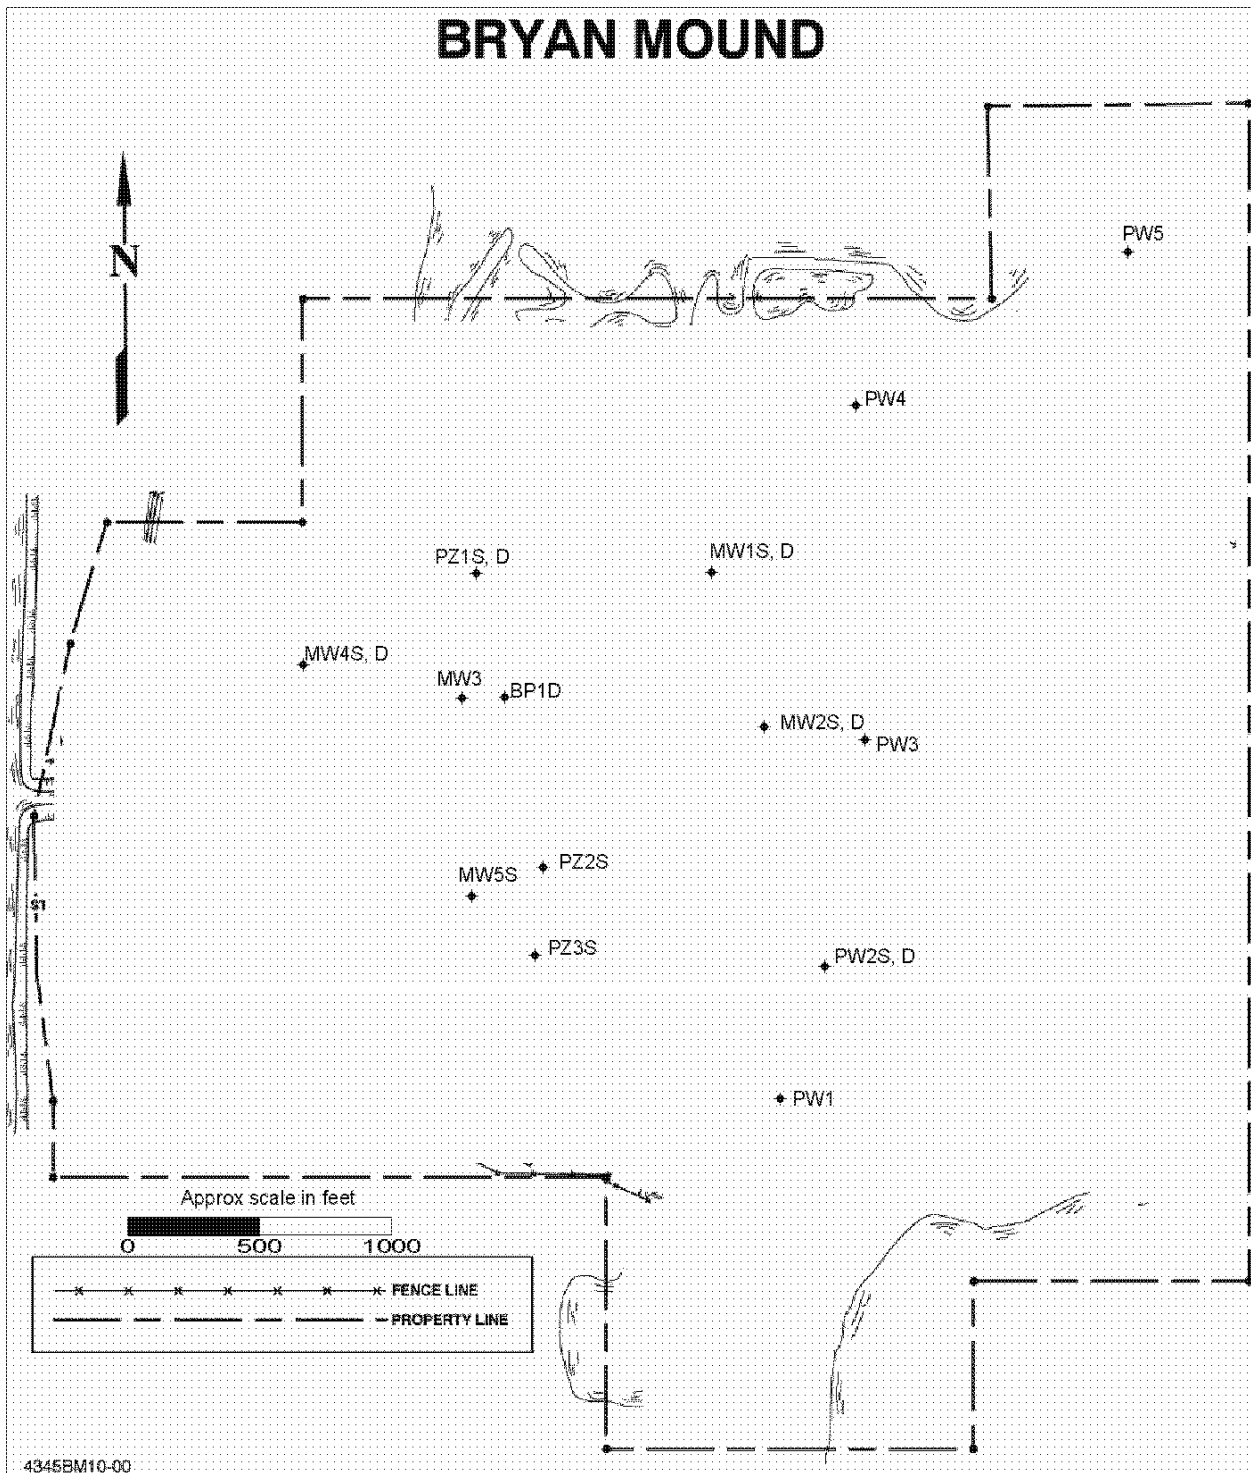 BRYAN MOUND
N
PW5
PW4
PZ1S, D
MW1S, D
MW4S, D
MW3
BP1D
MW2S, D
PW3
PZ2S
MW5S
PZ3S
PW2S, D
PW1
Approx scale in feet
0 500 1000
FENCE LINE
PROPERTY LINE
4345BM10-00